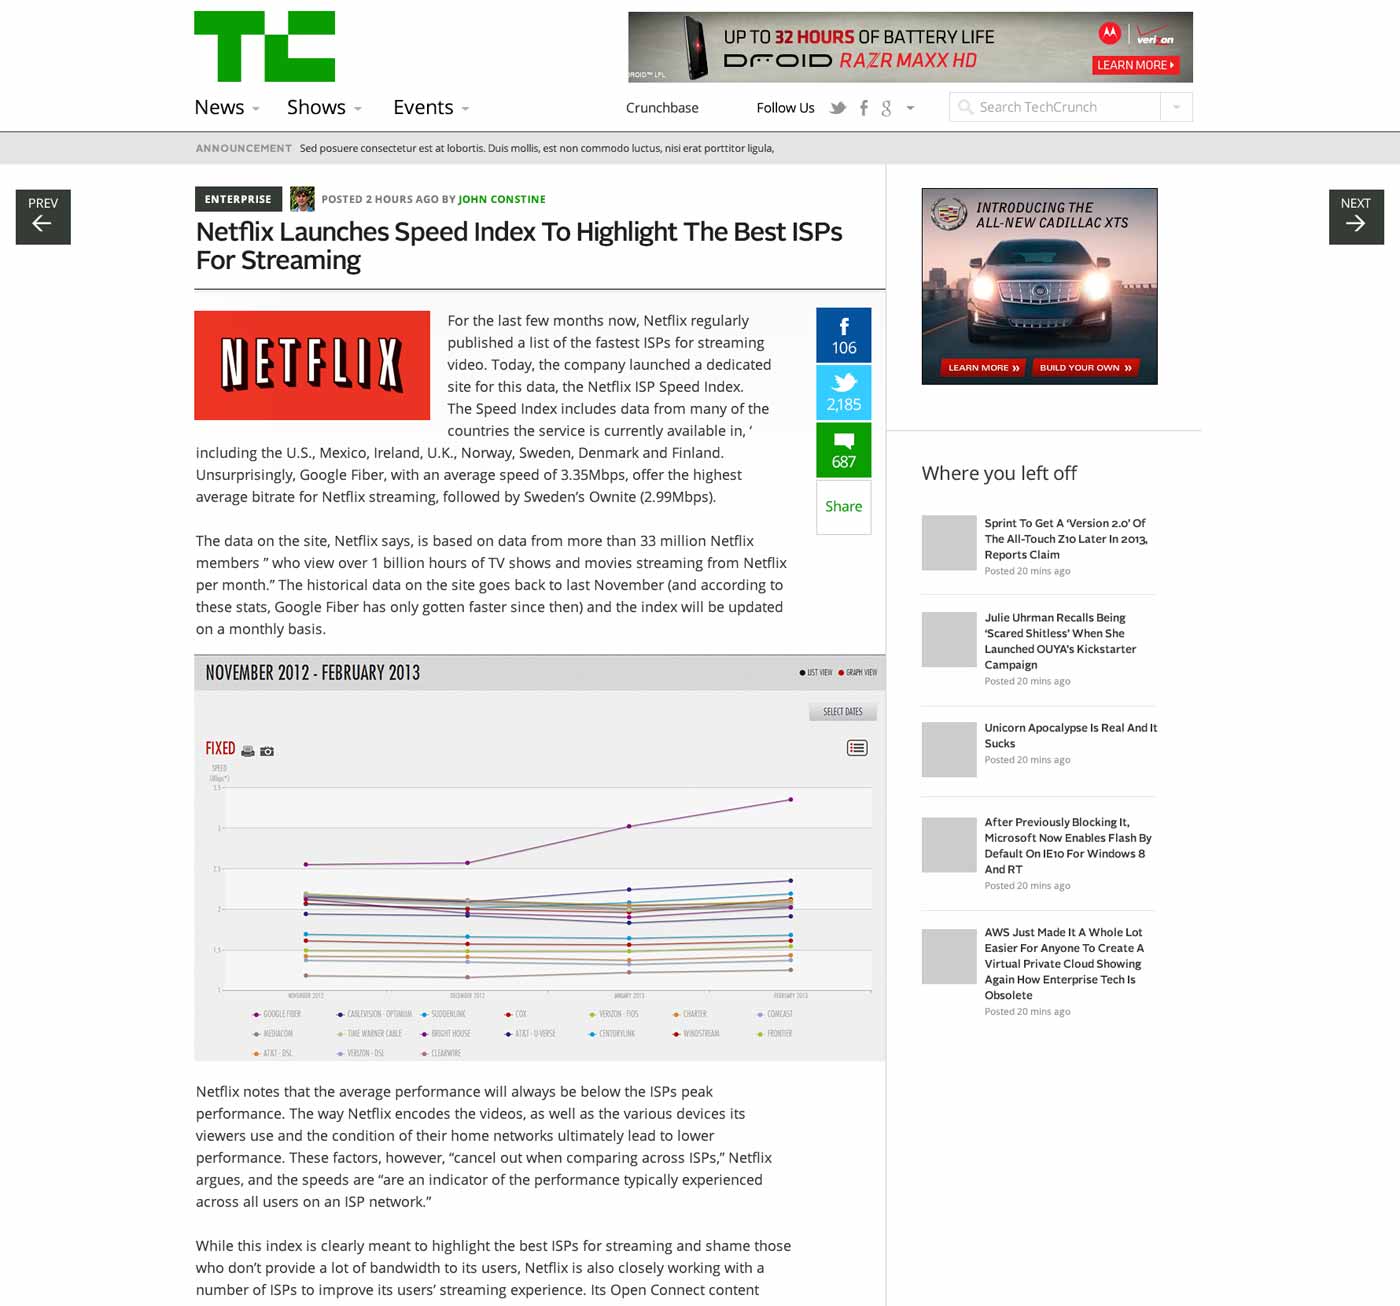 TC
UP TO 32 HOURS OF BATTERY LIFE
DROID RAZR MAXX HD
verizon
LEARN MORE
News
Shows
Events
Crunchbase
Follow Us
Search TechCrunch
ANNOUNCEMENT Sed posuere consectetur est at lobortis. Duis mollis, est non commodo luctus, nisi erat porttitor ligula,
PREV
NEXT
ENTERPRISE
POSTED 2 HOURS AGO BY JOHN CONSTINE
Netflix Launches Speed Index To Highlight The Best ISPs
For Streaming
NETFLIX
For the last few months now, Netflix regularly
published a list of the fastest ISPs for streaming
video. Today, the company launched a dedicated
site for this data, the Netflix ISP Speed Index.
The Speed Index includes data from many of the
countries the service is currently available in, ‘
including the U.S., Mexico, Ireland, U.K., Norway, Sweden, Denmark and Finland.
Unsurprisingly, Google Fiber, with an average speed of 3.35Mbps, offer the highest
average bitrate for Netflix streaming, followed by Sweden’s Ownite (2.99Mbps).
106
2,185
687
Share
The data on the site, Netflix says, is based on data from more than 33 million Netflix
members ” who view over 1 billion hours of TV shows and movies streaming from Netflix
per month.” The historical data on the site goes back to last November (and according to
these stats, Google Fiber has only gotten faster since then) and the index will be updated
on a monthly basis.
NOVEMBER 2012 - FEBRUARY 2013
LIST VIEW GRAPH VIEW
SELECT DATES
FIXED
SPEED
(Mbps*)
3.5
3
2.5
2
1.5
1
NOVEMBER 2012 DECEMBER 2012 JANUARY 2013 FEBRUARY 2013
GOOGLE FIBER CABLEVISION - OPTIMUM SUDDENLINK COX VERIZON - FIOS CHARTER COMCAST
MEDIACOM TIME WARNER CABLE BRIGHT HOUSE AT&T - U-VERSE CENTURYLINK WINDSTREAM FRONTIER
AT&T - DSL VERIZON - DSL CLEARWIRE
Netflix notes that the average performance will always be below the ISPs peak
performance. The way Netflix encodes the videos, as well as the various devices its
viewers use and the condition of their home networks ultimately lead to lower
performance. These factors, however, “cancel out when comparing across ISPs,” Netflix
argues, and the speeds are “are an indicator of the performance typically experienced
across all users on an ISP network.”
While this index is clearly meant to highlight the best ISPs for streaming and shame those
who don’t provide a lot of bandwidth to its users, Netflix is also closely working with a
number of ISPs to improve its users’ streaming experience. Its Open Connect content
INTRODUCING THE
ALL-NEW CADILLAC XTS
LEARN MORE »
BUILD YOUR OWN »
Where you left off
Sprint To Get A ‘Version 2.0’ Of
The All-Touch Z10 Later In 2013,
Reports Claim
Posted 20 mins ago
Julie Uhrman Recalls Being
‘Scared Shitless’ When She
Launched OUYA’s Kickstarter
Campaign
Posted 20 mins ago
Unicorn Apocalypse Is Real And It
Sucks
Posted 20 mins ago
After Previously Blocking It,
Microsoft Now Enables Flash By
Default On IE10 For Windows 8
And RT
Posted 20 mins ago
AWS Just Made It A Whole Lot
Easier For Anyone To Create A
Virtual Private Cloud Showing
Again How Enterprise Tech Is
Obsolete
Posted 20 mins ago